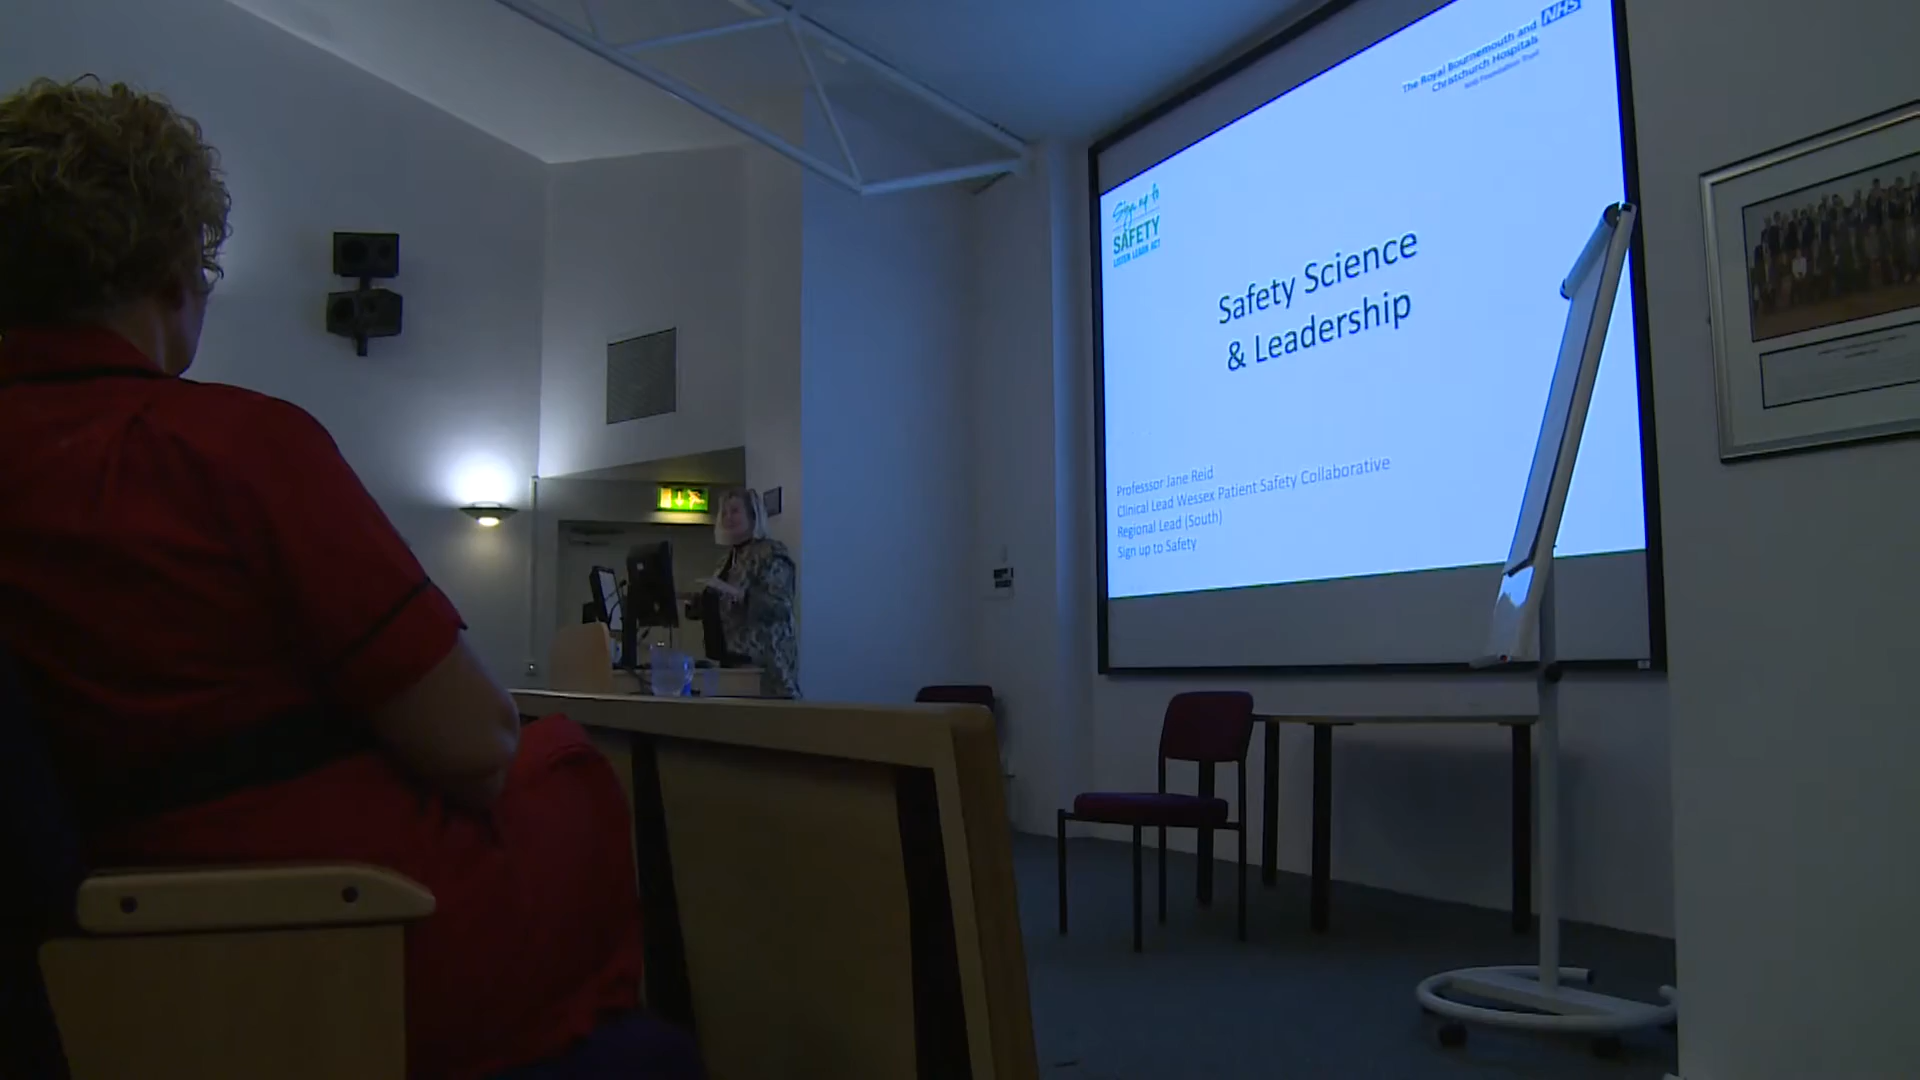 NHS
The Royal Bournemouth and
Christchurch Hospitals
NHS Foundation Trust
Sign up to
SAFETY
LISTEN LEARN ACT
Safety Science
& Leadership
Professsor Jane Reid
Clinical Lead Wessex Patient Safety Collaborative
Regional Lead (South)
Sign up to Safety